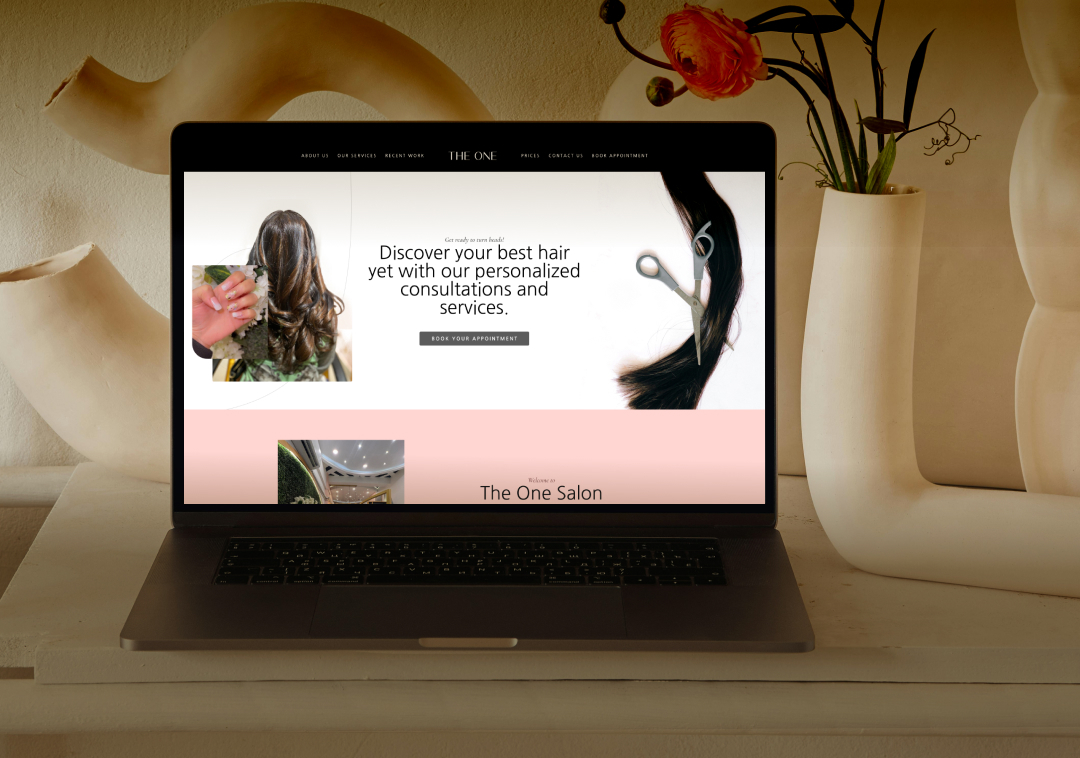 ABOUT US OUR SERVICES RECENT WORK THE ONE PRICES CONTACT US BOOK APPOINTMENT
Get ready to turn heads!
Discover your best hair
yet with our personalized
consultations and
services.
BOOK YOUR APPOINTMENT
Welcome to
The One Salon